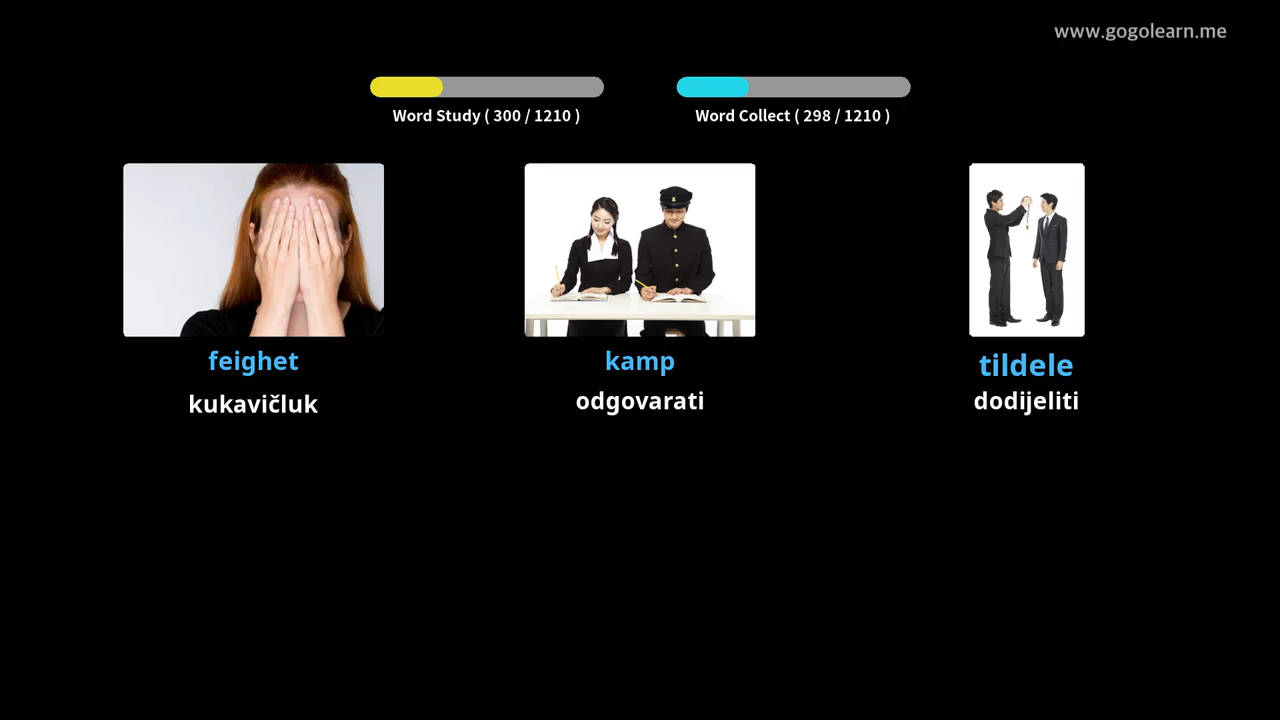 www.gogolearn.me
Word Study ( 300 / 1210 )
Word Collect ( 298 / 1210 )
feighet
kukavičluk
kamp
odgovarati
tildele
dodijeliti